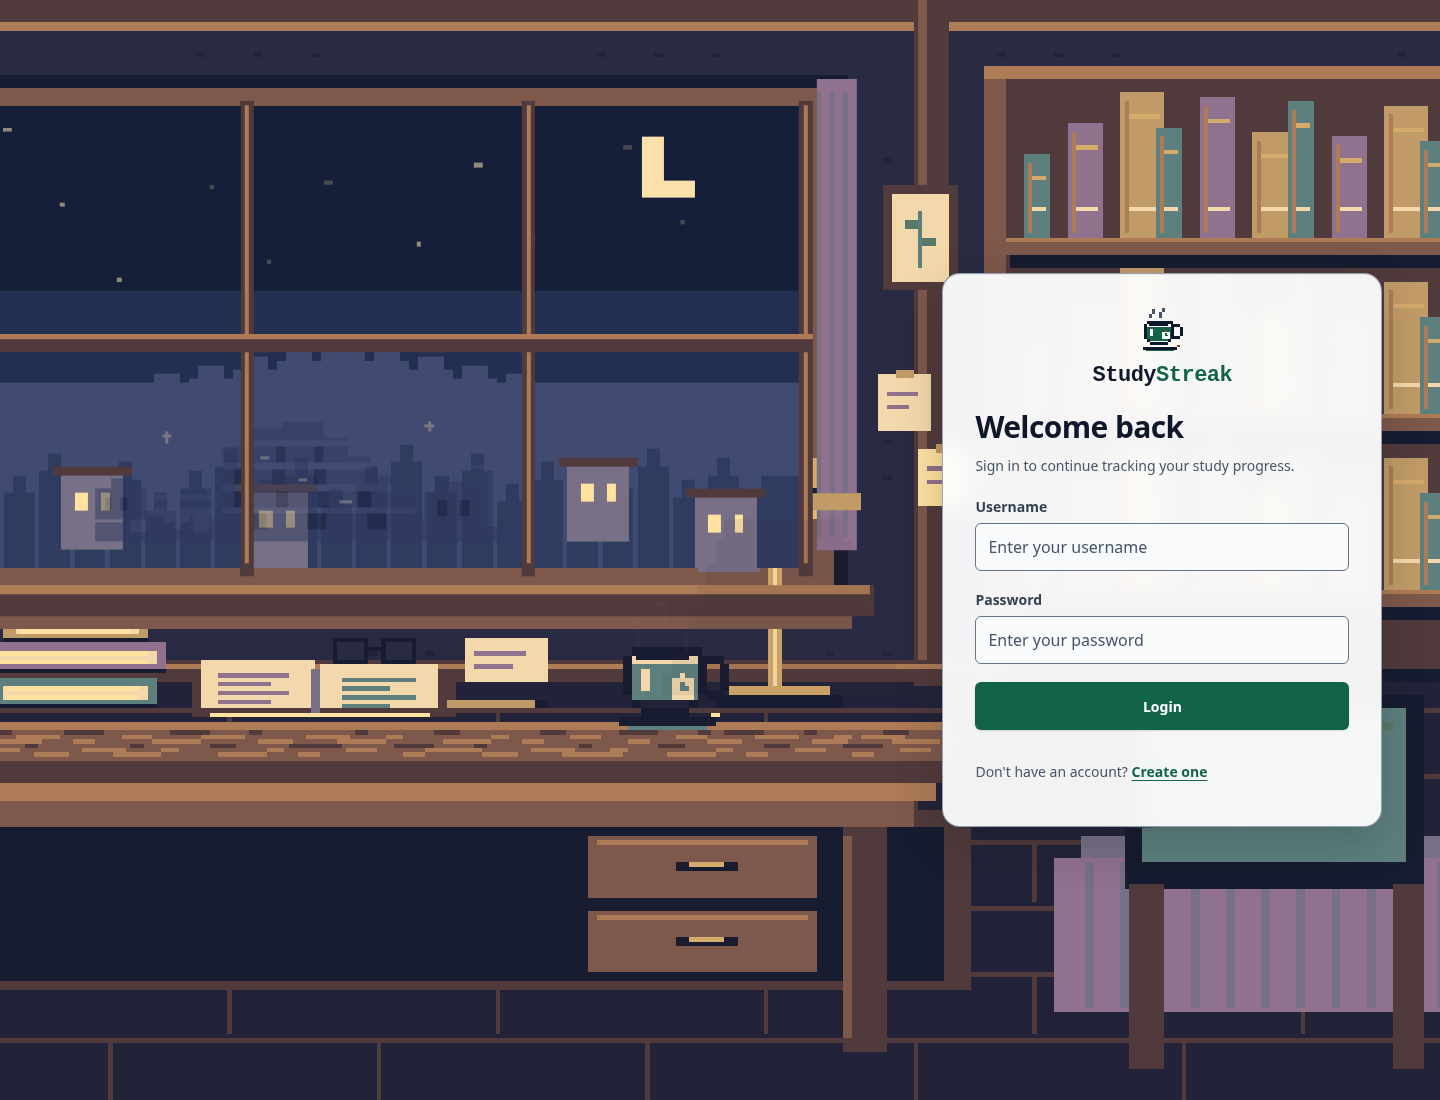 StudyStreak
Welcome back
Sign in to continue tracking your study progress.
Username
Enter your username
Password
Enter your password
Login
Don't have an account? Create one